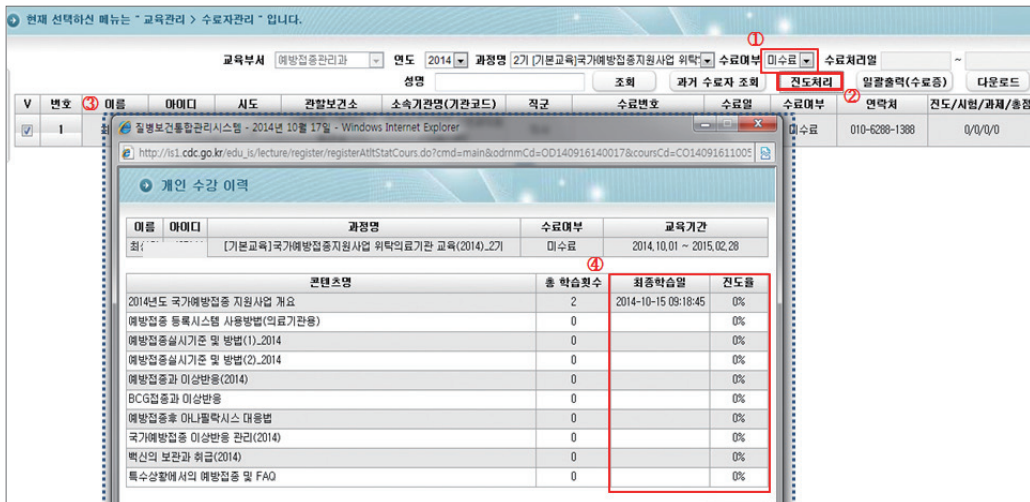 현재 선택하신 메뉴는 " 교육관리 > 수료자관리 " 입니다.
①
교육부서 예방접종관리과 연도 2014 과정명 2기 [기본교육]국가예방접종지원사업 위탁 수료여부 미수료 수료처리일 ~
성명 조회 과거 수료자 조회 진도처리 일괄출력(수료증) 다운로드
V 번호 ③ 이름 아이디 시도 관할보건소 소속기관명(기관코드) 직군 수료번호 수료일 수료여부 ② 연락처 진도/시험/과제/총점
1 최 미수료 010-6288-1388 0/0/0/0
질병보건통합관리시스템 - 2014년 10월 17일 - Windows Internet Explorer
http://is1.cdc.go.kr/edu_is/lecture/register/registerAtltStatCours.do?cmd=main&odrnmCd=OD140916140017&coursCd=CO14091611005
개인 수강 이력
이름 아이디 과정명 수료여부 교육기간
최 [기본교육]국가예방접종지원사업 위탁의료기관 교육(2014)_2기 미수료 2014.10.01 ~ 2015.02.28
④
콘텐츠명 총 학습횟수 최종학습일 진도율
2014년도 국가예방접종 지원사업 개요 2 2014-10-15 09:18:45 0%
예방접종 등록시스템 사용방법(의료기관용) 0 0%
예방접종실시기준 및 방법(1)_2014 0 0%
예방접종실시기준 및 방법(2)_2014 0 0%
예방접종과 이상반응(2014) 0 0%
BCG접종과 이상반응 0 0%
예방접종후 아나필락시스 대응법 0 0%
국가예방접종 이상반응 관리(2014) 0 0%
백신의 보관과 취급(2014) 0 0%
특수상황에서의 예방접종 및 FAQ 0 0%